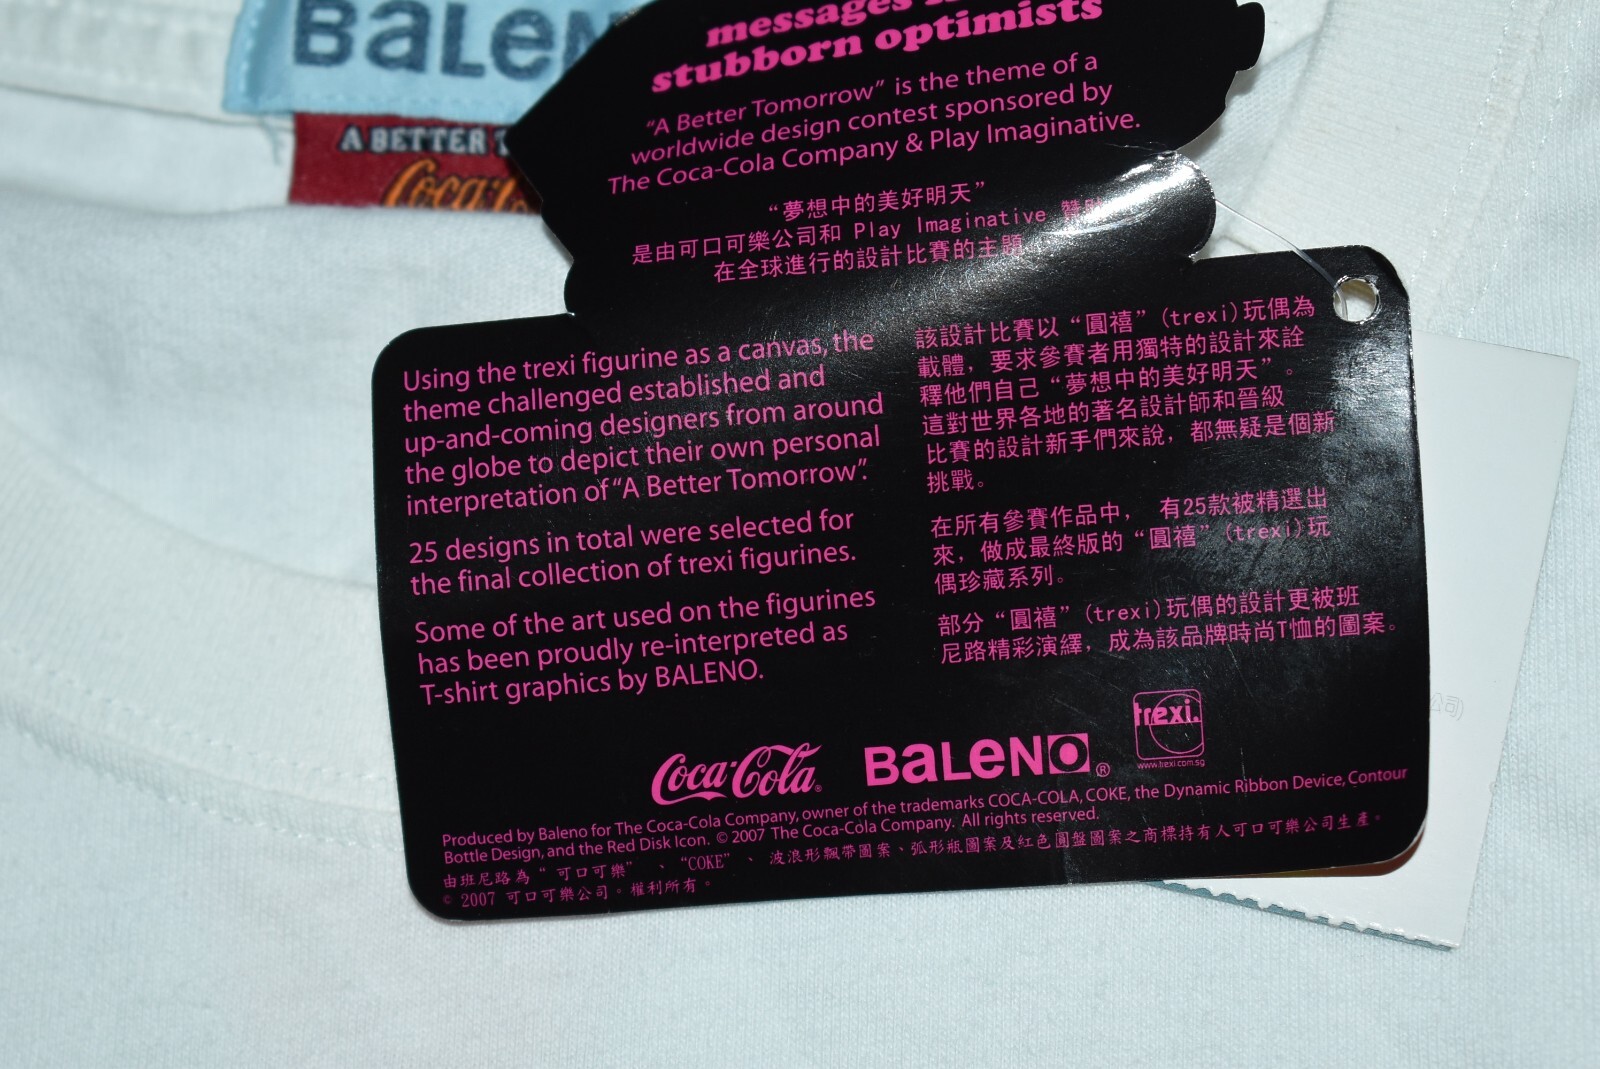 BaLeN
A BETTER
Coca-Co
messages
stubborn optimists
“A Better Tomorrow” is the theme of a
worldwide design contest sponsored by
The Coca-Cola Company & Play Imaginative.
“夢想中的美好明天”
是由可口可樂公司和 Play Imaginative 贊助
在全球進行的設計比賽的主題
Using the trexi figurine as a canvas, the
theme challenged established and
up-and-coming designers from around
the globe to depict their own personal
interpretation of “A Better Tomorrow”.
25 designs in total were selected for
the final collection of trexi figurines.
Some of the art used on the figurines
has been proudly re-interpreted as
T-shirt graphics by BALENO.
該設計比賽以“圓禧”(trexi)玩偶為
載體，要求參賽者用獨特的設計來詮
釋他們自己“夢想中的美好明天”。
這對世界各地的著名設計師和晉級
比賽的設計新手們來說，都無疑是個新
挑戰。
在所有參賽作品中， 有25款被精選出
來，做成最終版的“圓禧”(trexi)玩
偶珍藏系列。
部分“圓禧”(trexi)玩偶的設計更被班
尼路精彩演繹，成為該品牌時尚T恤的圖案。
Coca-Cola®
BaLeNO®
trexi.
www.trexi.com.sg
Produced by Baleno for The Coca-Cola Company, owner of the trademarks COCA-COLA, COKE, the Dynamic Ribbon Device, Contour
Bottle Design, and the Red Disk Icon. © 2007 The Coca-Cola Company. All rights reserved.
由班尼路為“可口可樂”、“COKE”、波浪形飄帶圖案、弧形瓶圖案及紅色圓盤圖案之商標持有人可口可樂公司生產。
© 2007 可口可樂公司。權利所有。
公司)